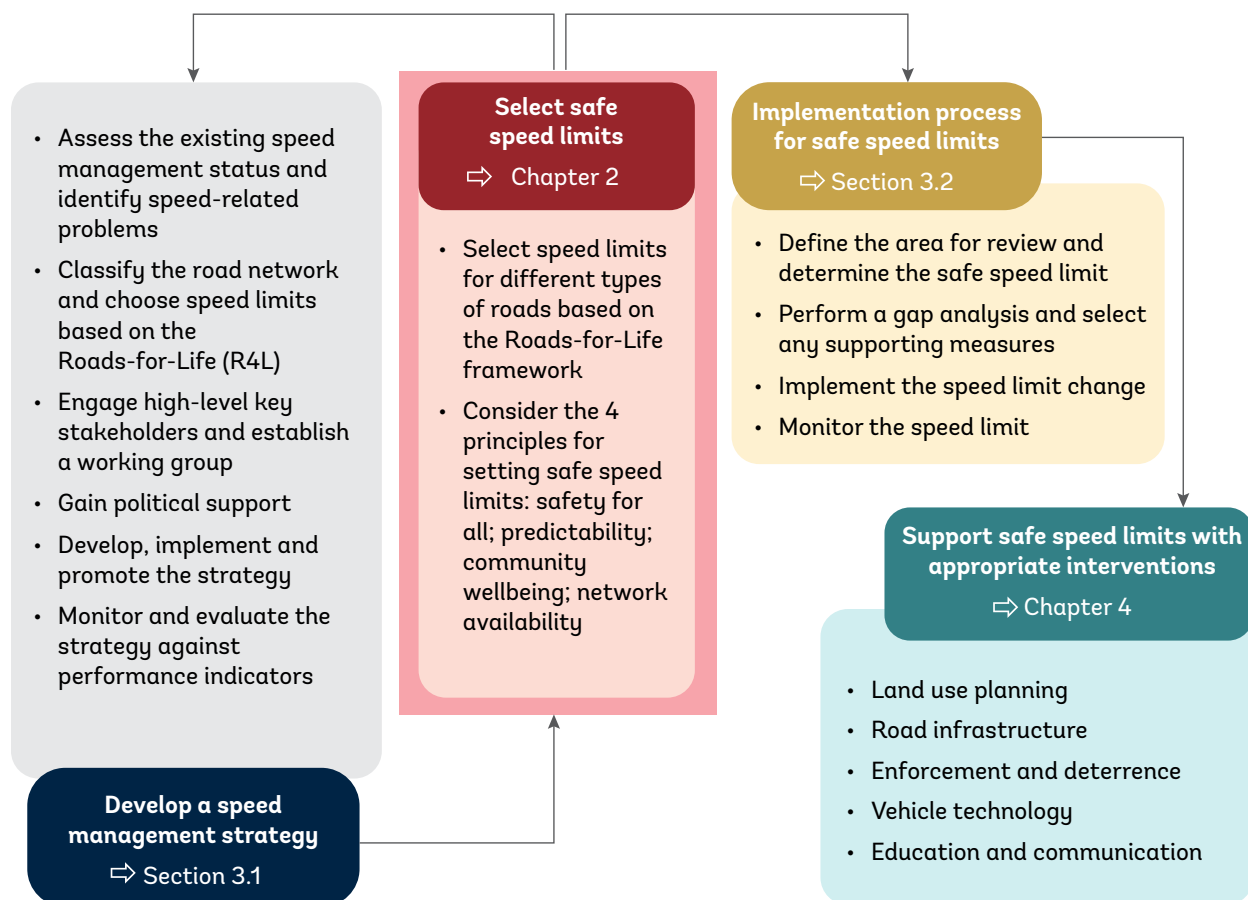 • Assess the existing speed
management status and
identify speed-related
problems
• Classify the road network
and choose speed limits
based on the
Roads-for-Life (R4L)
• Engage high-level key
stakeholders and establish
a working group
• Gain political support
• Develop, implement and
promote the strategy
• Monitor and evaluate the
strategy against
performance indicators
Develop a speed
management strategy
⇨ Section 3.1
Select safe
speed limits
⇨ Chapter 2
• Select speed limits
for different types
of roads based on
the Roads-for-Life
framework
• Consider the 4
principles for
setting safe speed
limits: safety for
all; predictability;
community
wellbeing; network
availability
Implementation process
for safe speed limits
⇨ Section 3.2
• Define the area for review and
determine the safe speed limit
• Perform a gap analysis and select
any supporting measures
• Implement the speed limit change
• Monitor the speed limit
Support safe speed limits with
appropriate interventions
⇨ Chapter 4
• Land use planning
• Road infrastructure
• Enforcement and deterrence
• Vehicle technology
• Education and communication